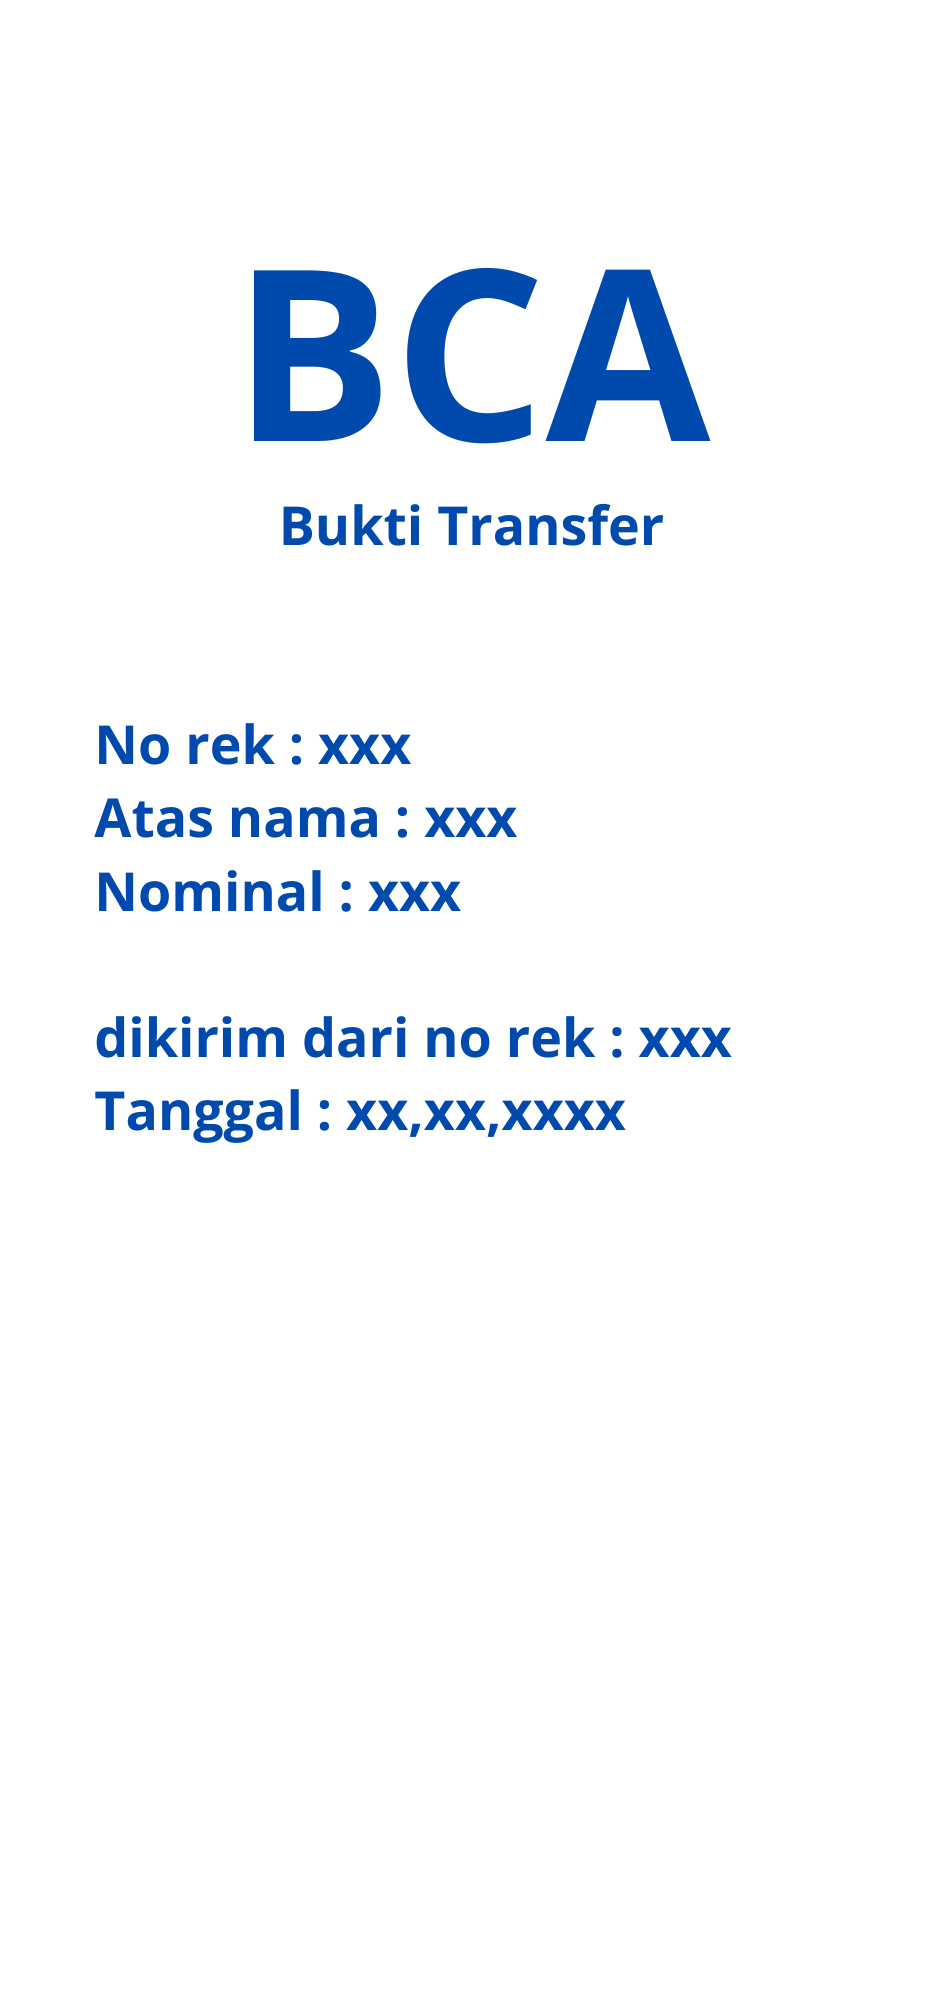 BCA
Bukti Transfer
No rek : xxx
Atas nama : xxx
Nominal : xxx
dikirim dari no rek : xxx
Tanggal : xx,xx,xxxx